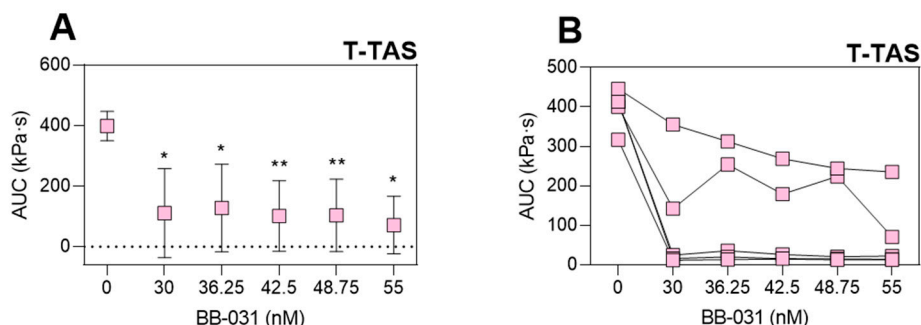 A
T-TAS
600
400
200
0
AUC (kPa·s)
*
*
**
**
*
0 30 36.25 42.5 48.75 55
BB-031 (nM)
B
T-TAS
500
400
300
200
100
0
AUC (kPa·s)
0 30 36.25 42.5 48.75 55
BB-031 (nM)